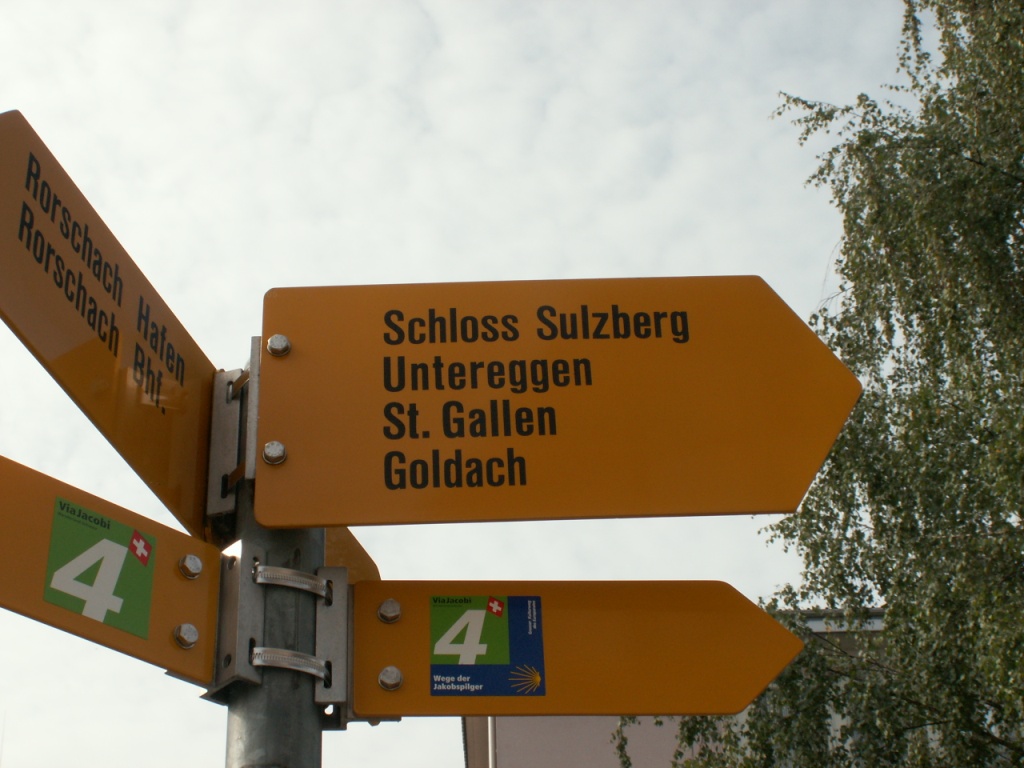 Rorschach Hafen
Rorschach Bhf.
Schloss Sulzberg
Untereggen
St. Gallen
Goldach
ViaJacobi
4
ViaJacobi
4
Wege der
Jakobspilger